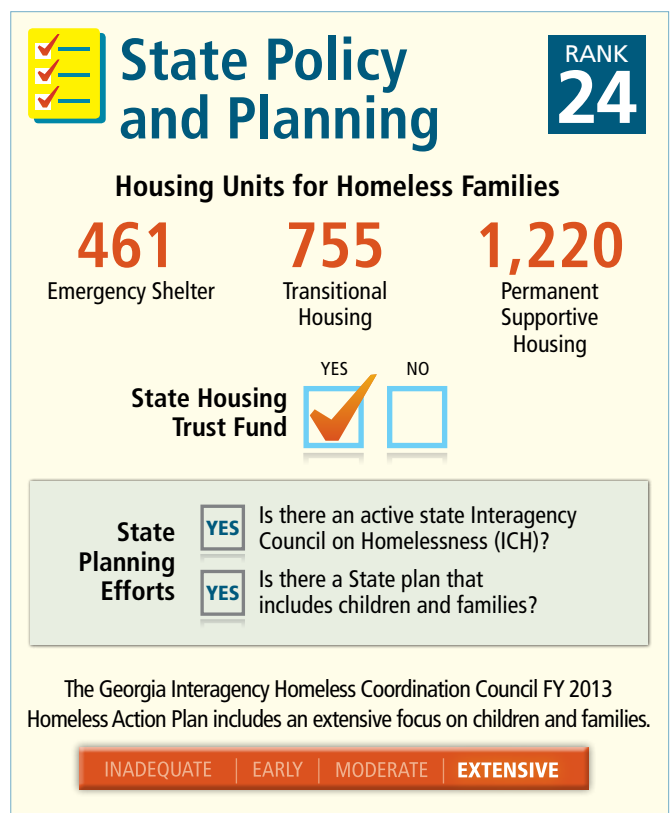 State Policy
and Planning
RANK
24
Housing Units for Homeless Families
461
Emergency Shelter
755
Transitional
Housing
1,220
Permanent
Supportive
Housing
State Housing
Trust Fund
YES
NO
State
Planning
Efforts
YES
Is there an active state Interagency
Council on Homelessness (ICH)?
YES
Is there a State plan that
includes children and families?
The Georgia Interagency Homeless Coordination Council FY 2013
Homeless Action Plan includes an extensive focus on children and families.
INADEQUATE | EARLY | MODERATE | EXTENSIVE